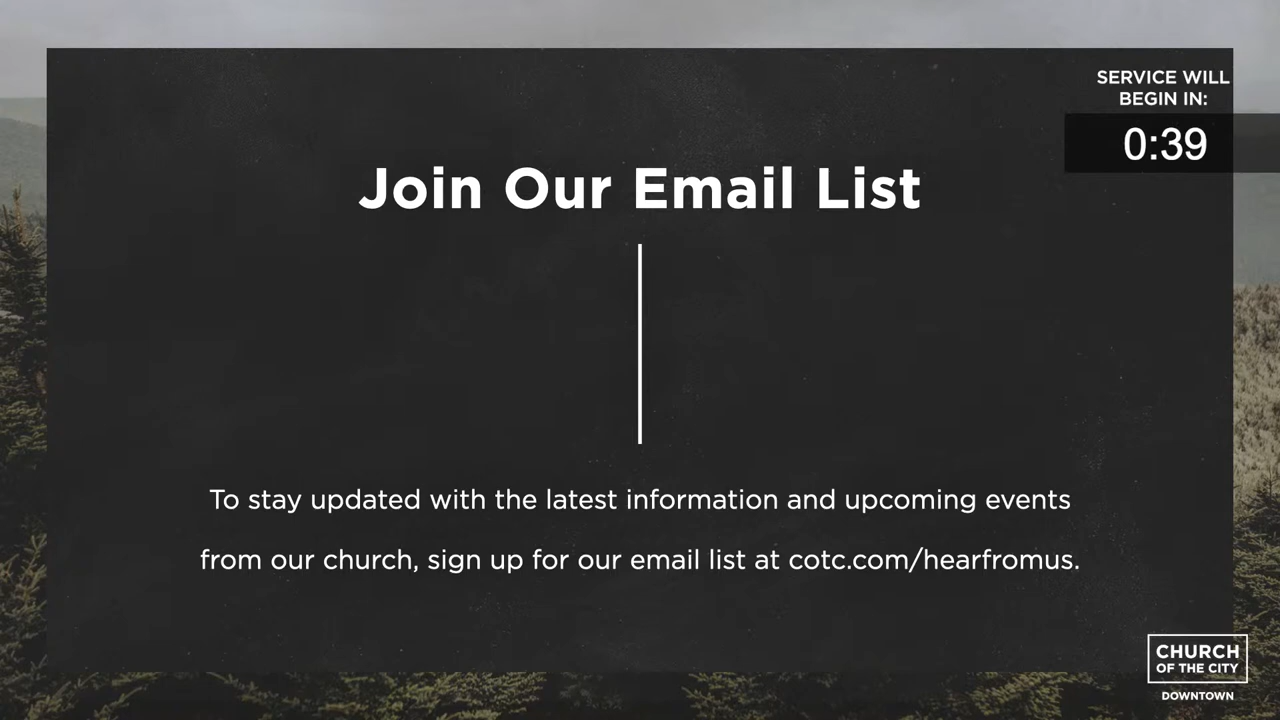 SERVICE WILL
BEGIN IN:
0:39
Join Our Email List
To stay updated with the latest information and upcoming events
from our church, sign up for our email list at cotc.com/hearfromus.
CHURCH
OF THE CITY
DOWNTOWN